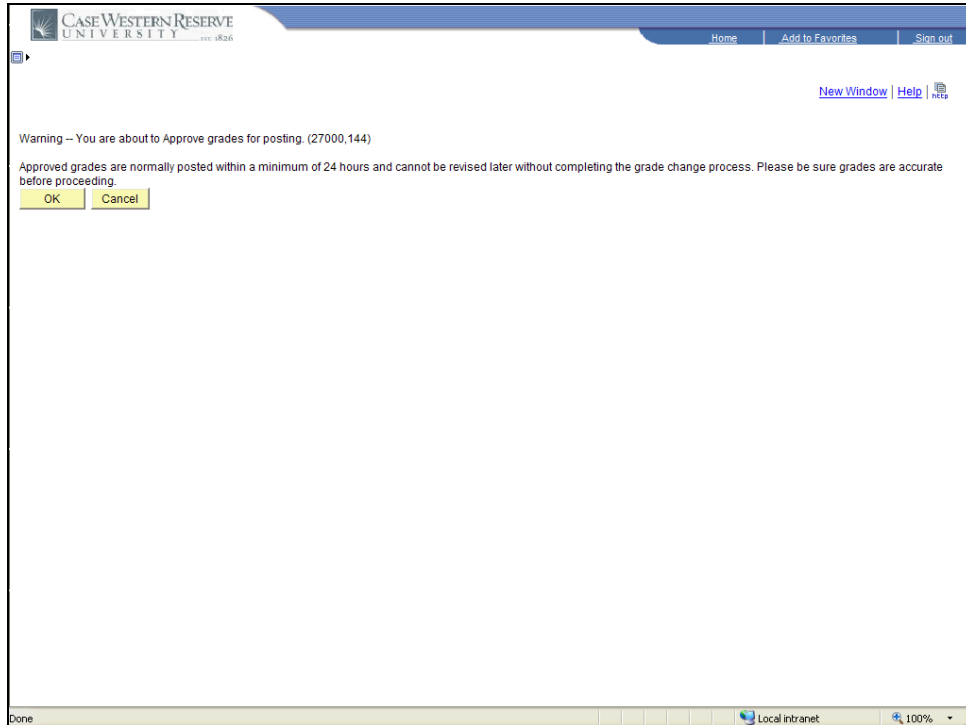 CASE WESTERN RESERVE
UNIVERSITY EST. 1826
Home Add to Favorites Sign out
New Window | Help | http
Warning -- You are about to Approve grades for posting. (27000,144)
Approved grades are normally posted within a minimum of 24 hours and cannot be revised later without completing the grade change process. Please be sure grades are accurate
before proceeding.
OK Cancel
Done Local intranet 100%